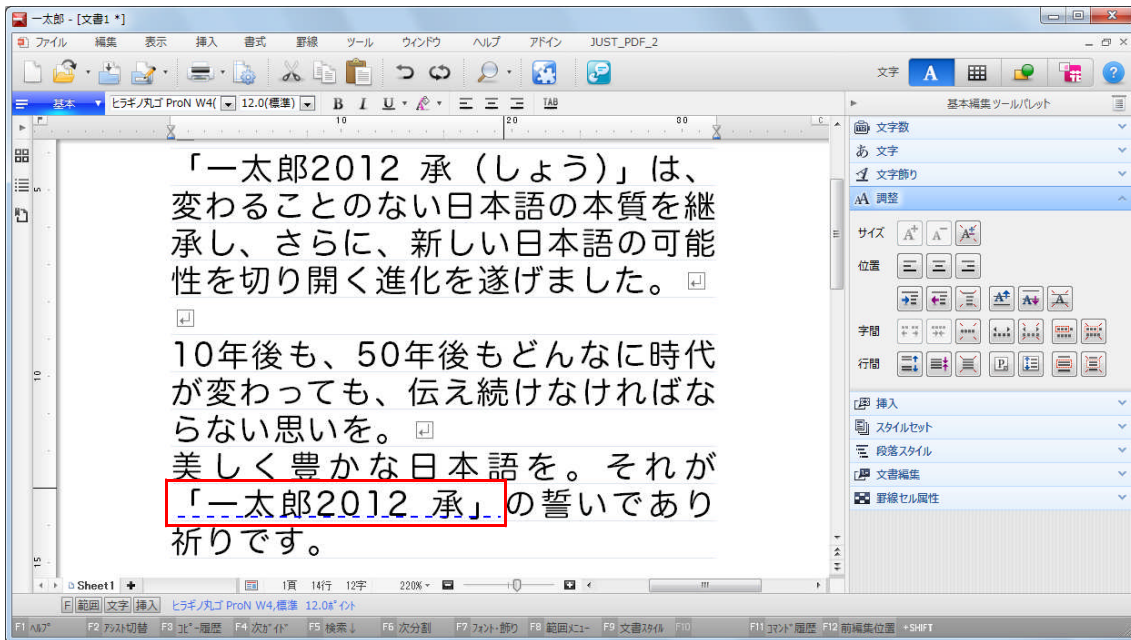 一太郎 - [文書1 *]
ファイル 編集 表示 挿入 書式 罫線 ツール ウィンドウ ヘルプ アドイン JUST_PDF_2
文字 A
基本 ヒラギノ丸ゴ ProN W4( 12.0(標準) B I U TAB
基本編集 ツールパレット
10 20 30
文字数
文字
文字飾り
調整
サイズ
位置
字間
行間
挿入
スタイルセット
段落スタイル
文書編集
罫線セル属性
「一太郎2012 承（しょう）」は、
変わることのない日本語の本質を継
承し、さらに、新しい日本語の可能
性を切り開く進化を遂げました。
10年後も、50年後もどんなに時代
が変わっても、伝え続けなければな
らない思いを。
美しく豊かな日本語を。それが
「一太郎2012 承」の誓いであり
祈りです。
5
10
15
Sheet1 1頁 14行 12字 220%
F 範囲 文字 挿入 ヒラギノ丸ゴ ProN W4,標準 12.0ﾎﾟｲﾝﾄ
F1 ﾍﾙﾌﾟ F2 ｱｼｽﾄ切替 F3 ｺﾋﾟｰ履歴 F4 次ｶﾞｲﾄﾞ F5 検索↓ F6 次分割 F7 ﾌｫﾝﾄ・飾り F8 範囲ﾒﾆｭｰ F9 文書ｽﾀｲﾙ F10 F11 ｺﾏﾝﾄﾞ履歴 F12 前編集位置 +SHIFT